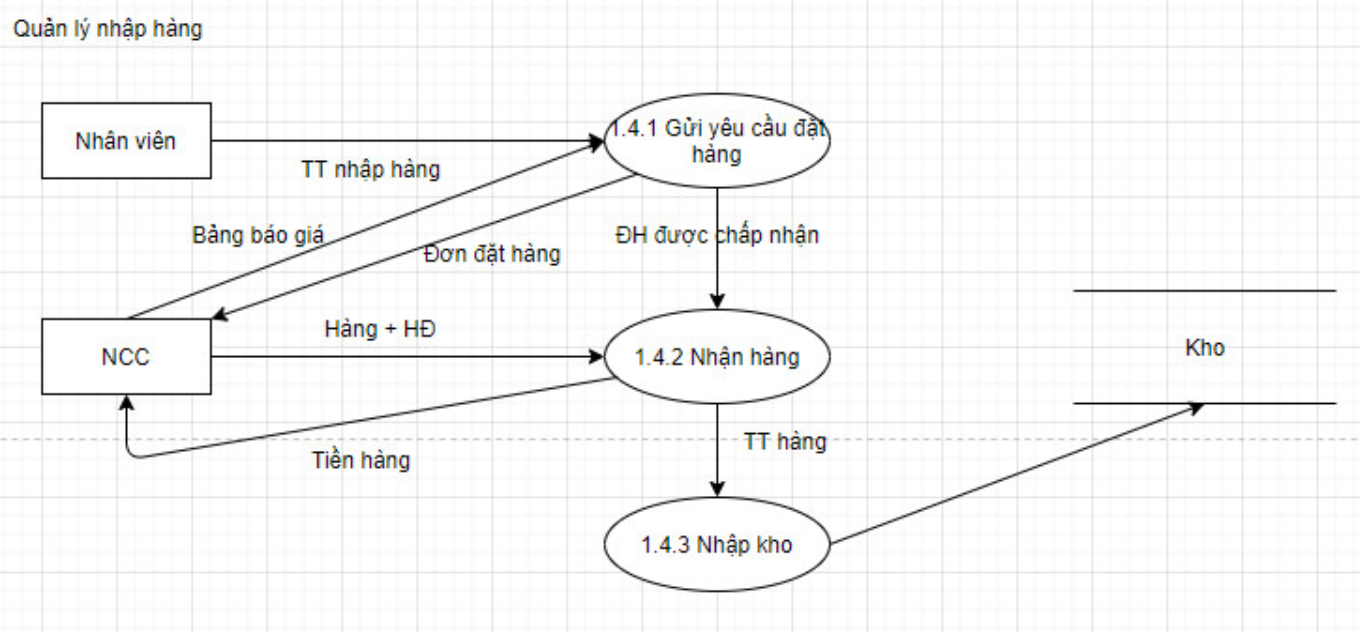 Quản lý nhập hàng
Nhân viên
1.4.1 Gửi yêu cầu đặt
hàng
TT nhập hàng
Bảng báo giá
Đơn đặt hàng
ĐH được chấp nhận
NCC
Hàng + HĐ
1.4.2 Nhận hàng
Kho
Tiền hàng
TT hàng
1.4.3 Nhập kho